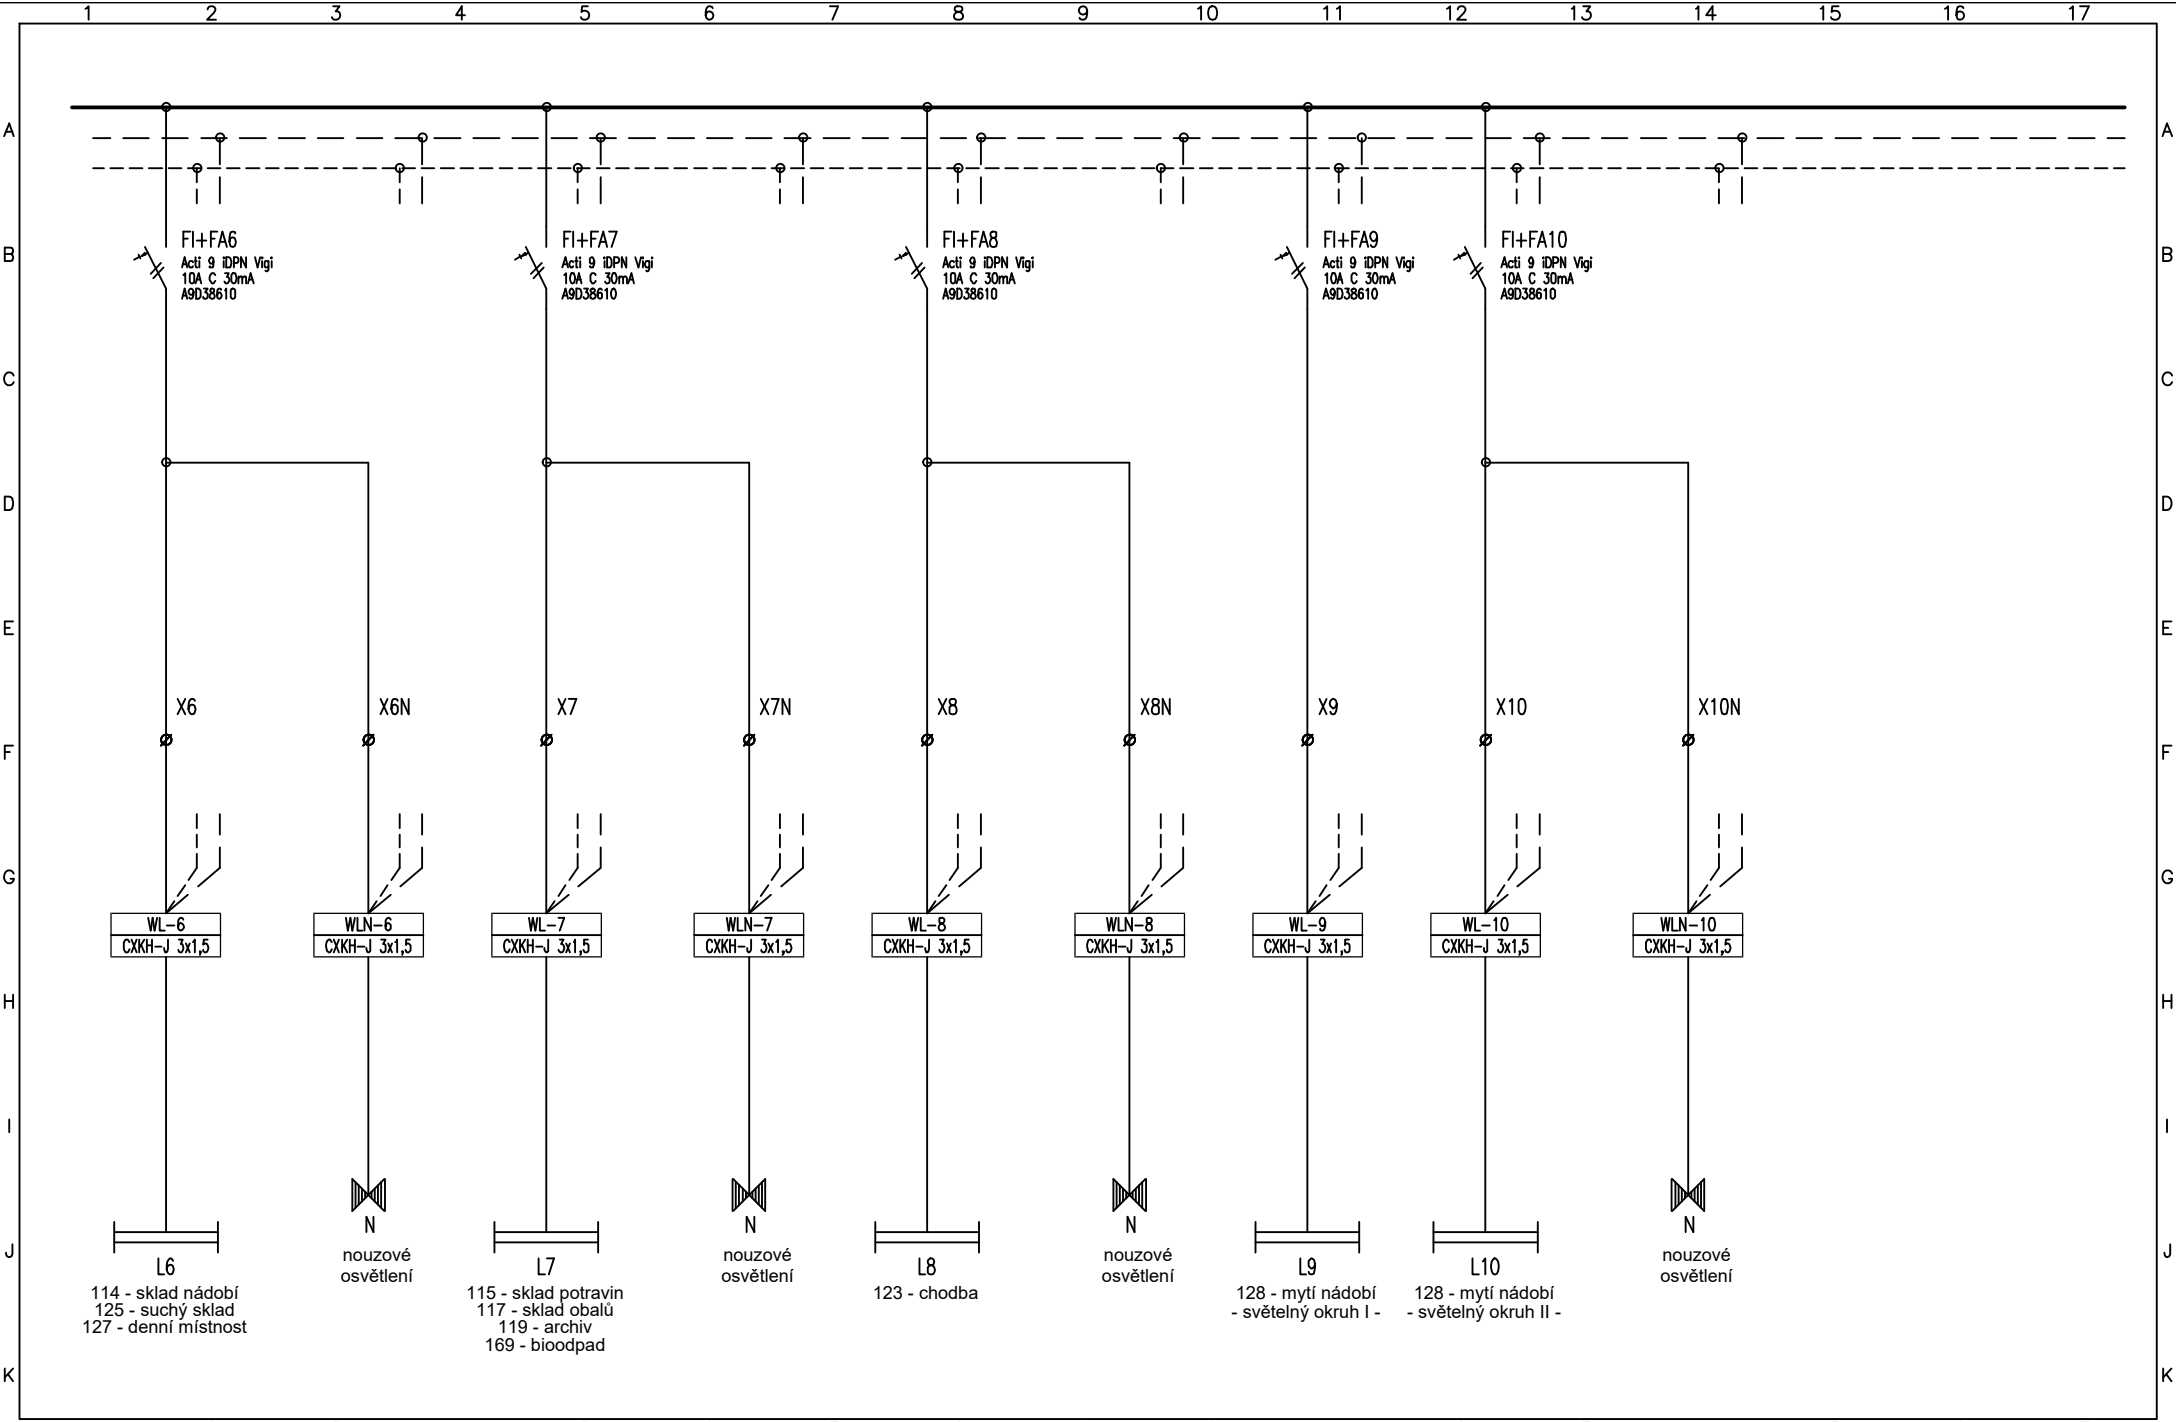 1 2 3 4 5 6 7 8 9 10 11 12 13 14 15 16 17
A A
FI+FA6 FI+FA7 FI+FA8 FI+FA9 FI+FA10
B B
Acti 9 iDPN Vigi Acti 9 iDPN Vigi Acti 9 iDPN Vigi Acti 9 iDPN Vigi Acti 9 iDPN Vigi
10A C 30mA 10A C 30mA 10A C 30mA 10A C 30mA 10A C 30mA
A9D38610 A9D38610 A9D38610 A9D38610 A9D38610
C C
D D
E E
X6 X6N X7 X7N X8 X8N X9 X10 X10N
F F
G G
WL-6 WLN-6 WL-7 WLN-7 WL-8 WLN-8 WL-9 WL-10 WLN-10
CXKH-J 3x1,5 CXKH-J 3x1,5 CXKH-J 3x1,5 CXKH-J 3x1,5 CXKH-J 3x1,5 CXKH-J 3x1,5 CXKH-J 3x1,5 CXKH-J 3x1,5 CXKH-J 3x1,5
H H
I I
N N N N
J J
nouzové nouzové nouzové nouzové
osvětlení osvětlení osvětlení osvětlení
L6 L7 L8 L9 L10
114 - sklad nádobí 115 - sklad potravin 123 - chodba 128 - mytí nádobí 128 - mytí nádobí
125 - suchý sklad 117 - sklad obalů - světelný okruh I - - světelný okruh II -
127 - denní místnost 119 - archiv
169 - bioodpad
K K